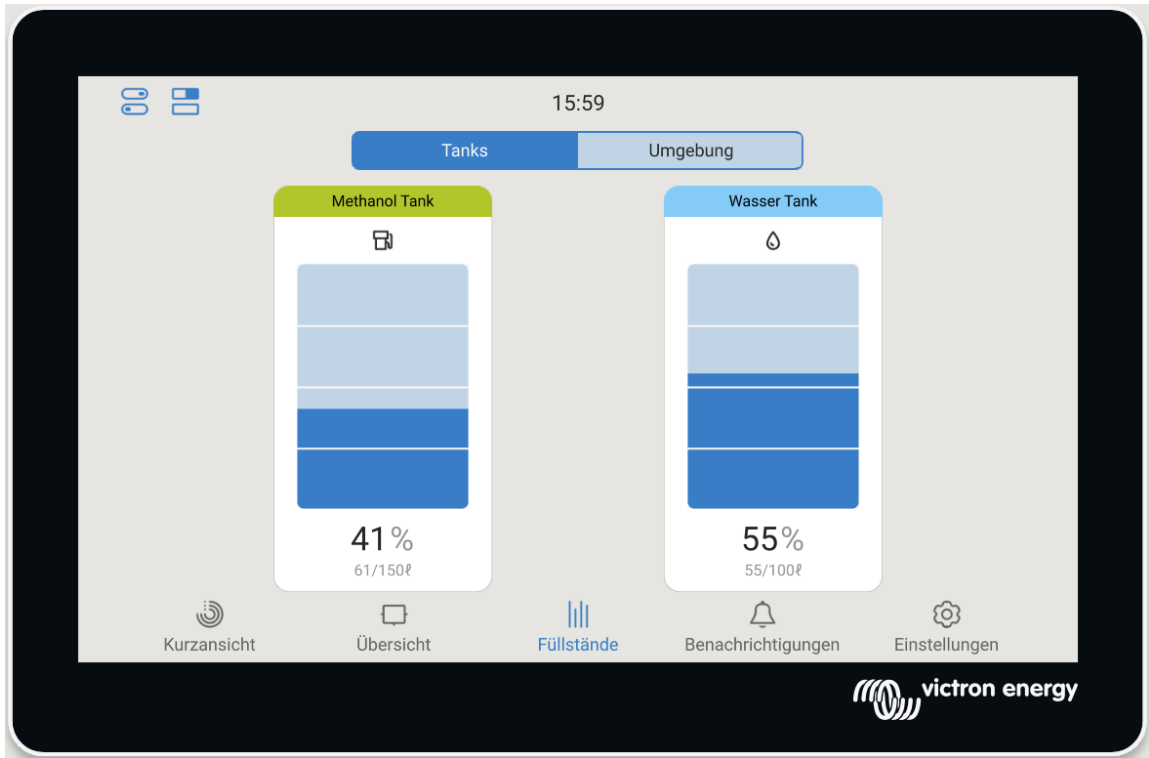 15:59
Tanks
Umgebung
Methanol Tank
Wasser Tank
41%
61/150ℓ
55%
55/100ℓ
Kurzansicht
Übersicht
Füllstände
Benachrichtigungen
Einstellungen
victron energy